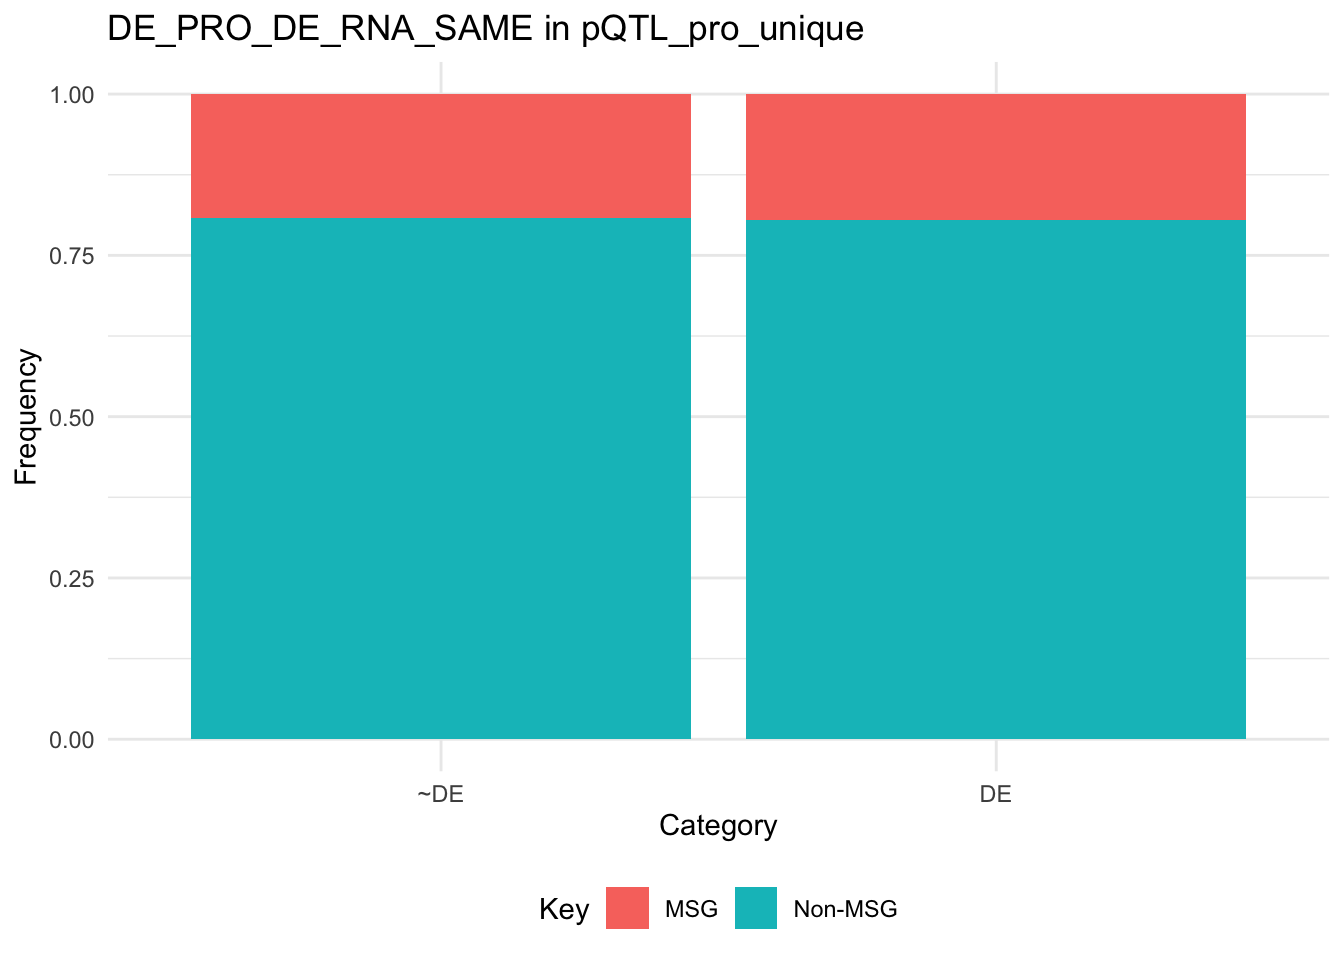 DE_PRO_DE_RNA_SAME in pQTL_pro_unique
1.00
0.75
0.50
0.25
0.00
Frequency
~DE DE
Category
Key MSG Non-MSG